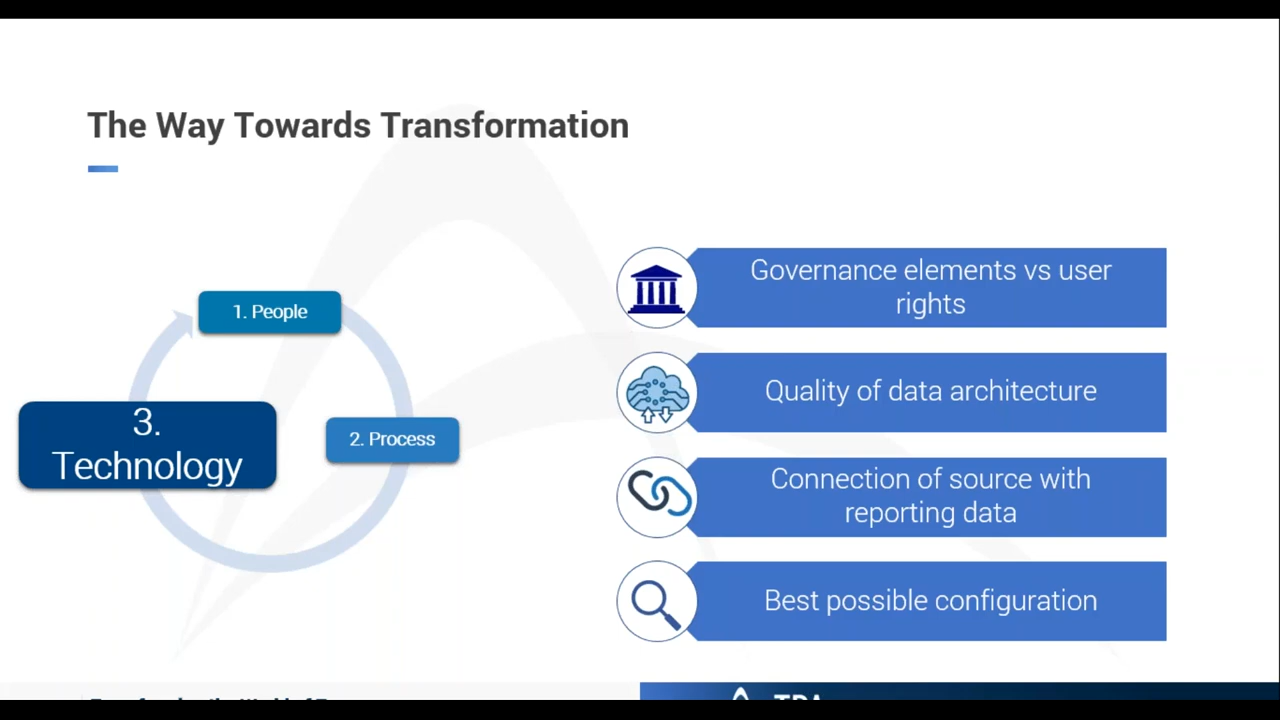 The Way Towards Transformation
1. People
2. Process
3.
Technology
Governance elements vs user
rights
Quality of data architecture
Connection of source with
reporting data
Best possible configuration